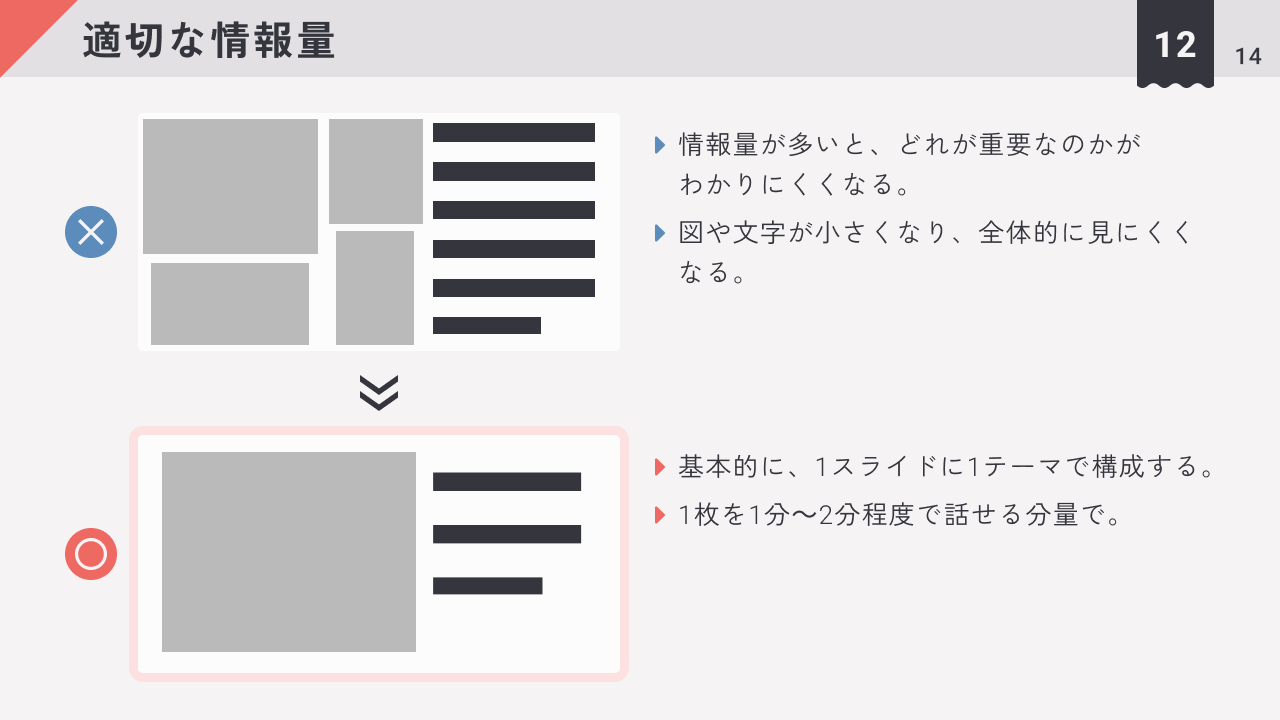 適切な情報量
12
14
情報量が多いと、どれが重要なのかが
わかりにくくなる。
図や文字が小さくなり、全体的に見にくく
なる。
基本的に、1スライドに1テーマで構成する。
1枚を1分〜2分程度で話せる分量で。